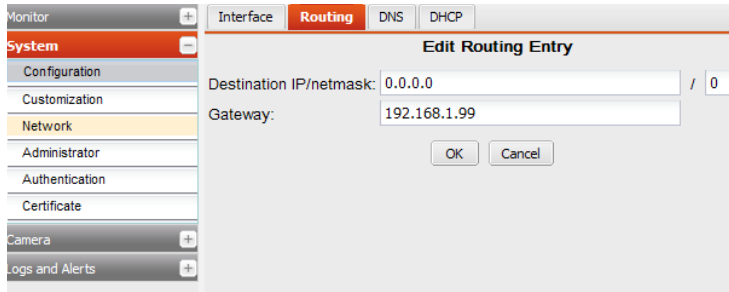 Monitor
System
Configuration
Customization
Network
Administrator
Authentication
Certificate
Camera
Logs and Alerts
Interface Routing DNS DHCP
Edit Routing Entry
Destination IP/netmask: 0.0.0.0 / 0
Gateway: 192.168.1.99
OK Cancel